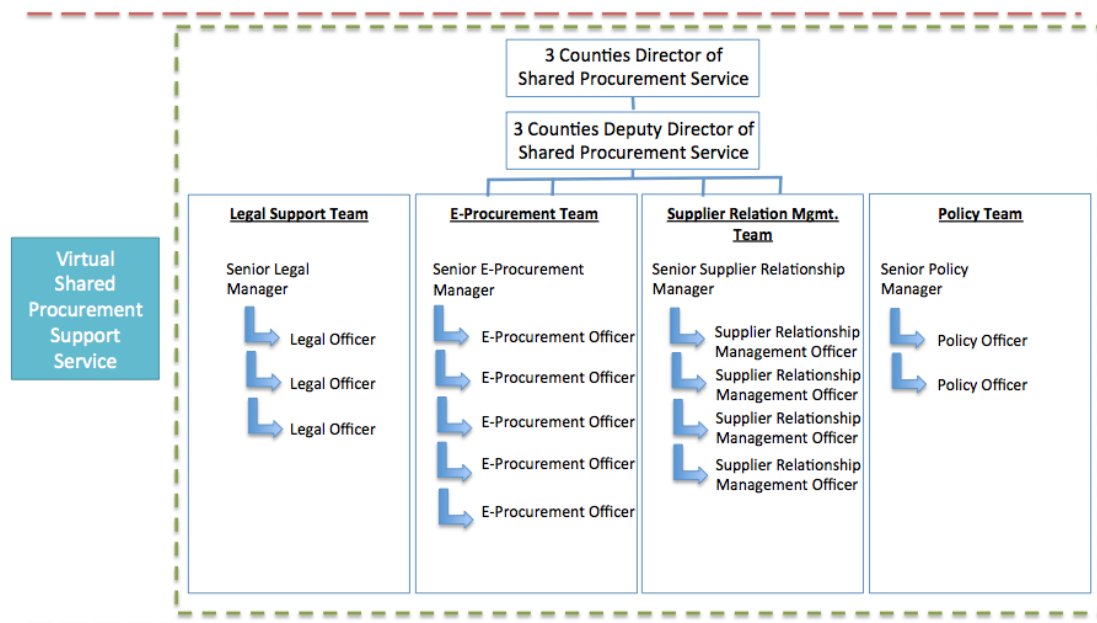 3 Counties Director of
Shared Procurement Service
3 Counties Deputy Director of
Shared Procurement Service
Virtual
Shared
Procurement
Support
Service
Legal Support Team
Senior Legal
Manager
Legal Officer
Legal Officer
Legal Officer
E-Procurement Team
Senior E-Procurement
Manager
E-Procurement Officer
E-Procurement Officer
E-Procurement Officer
E-Procurement Officer
E-Procurement Officer
Supplier Relation Mgmt.
Team
Senior Supplier Relationship
Manager
Supplier Relationship
Management Officer
Supplier Relationship
Management Officer
Supplier Relationship
Management Officer
Supplier Relationship
Management Officer
Policy Team
Senior Policy
Manager
Policy Officer
Policy Officer